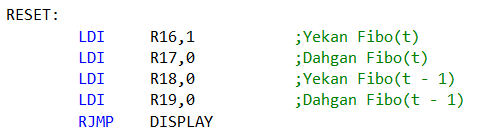 RESET:
LDI R16,1 ;Yekan Fibo(t)
LDI R17,0 ;Dahgan Fibo(t)
LDI R18,0 ;Yekan Fibo(t - 1)
LDI R19,0 ;Dahgan Fibo(t - 1)
RJMP DISPLAY